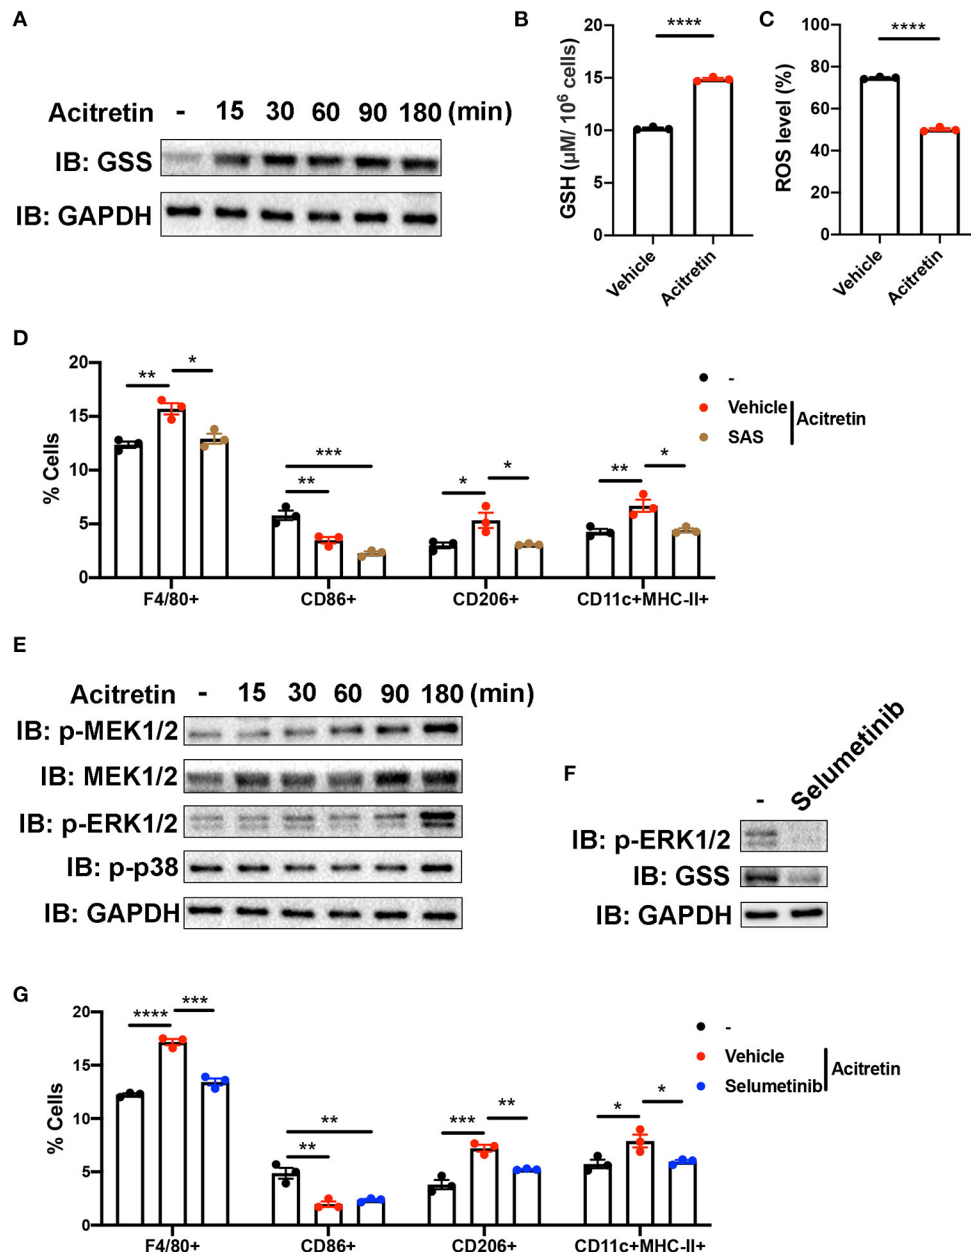 A
Acitretin - 15 30 60 90 180 (min)
IB: GSS
IB: GAPDH
B
GSH (μM/ 10⁶ cells)
20
15
10
5
0
****
Vehicle
Acitretin
C
ROS level (%)
100
80
60
40
20
0
****
Vehicle
Acitretin
D
% Cells
20
15
10
5
0
** *
*** **
* *
** *
F4/80+ CD86+ CD206+ CD11c+MHC-II+
-
Vehicle
SAS
Acitretin
E
Acitretin - 15 30 60 90 180 (min)
IB: p-MEK1/2
IB: MEK1/2
IB: p-ERK1/2
IB: p-p38
IB: GAPDH
F
- Selumetinib
IB: p-ERK1/2
IB: GSS
IB: GAPDH
G
% Cells
20
15
10
5
0
**** ***
** **
*** **
* *
F4/80+ CD86+ CD206+ CD11c+MHC-II+
-
Vehicle
Selumetinib
Acitretin